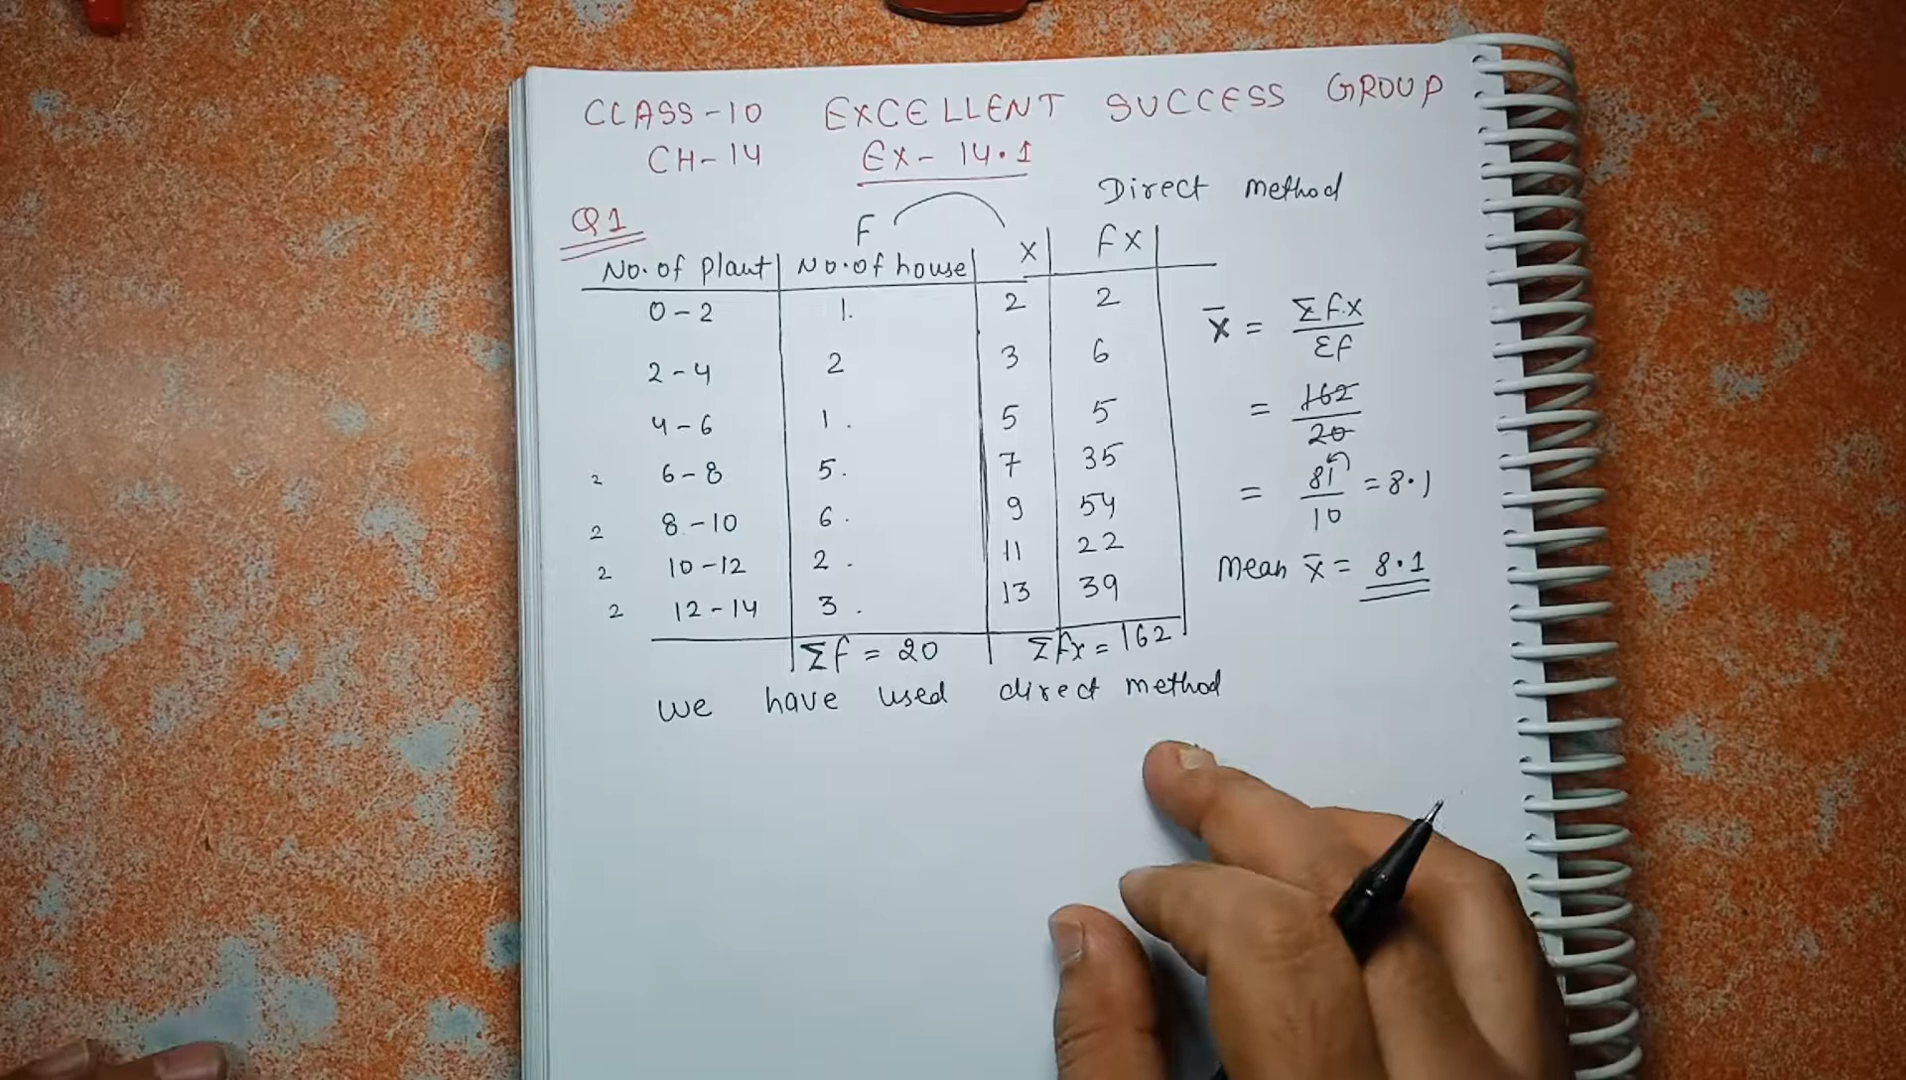 CLASS-10 EXCELLENT SUCCESS GROUP
CH-14 EX-14.1
Direct method
Q1
F
No. of plant No. of house x fx
0-2 1. 2 2
2-4 2 3 6
4-6 1. 5 5
2 6-8 5. 7 35
2 8-10 6. 9 54
2 10-12 2. 11 22
2 12-14 3. 13 39
Σf = 20 Σfx = 162
we have used direct method
x̄ = Σf.x / Σf
= 162 / 20
= 81 / 10 = 8.1
Mean x̄ = 8.1